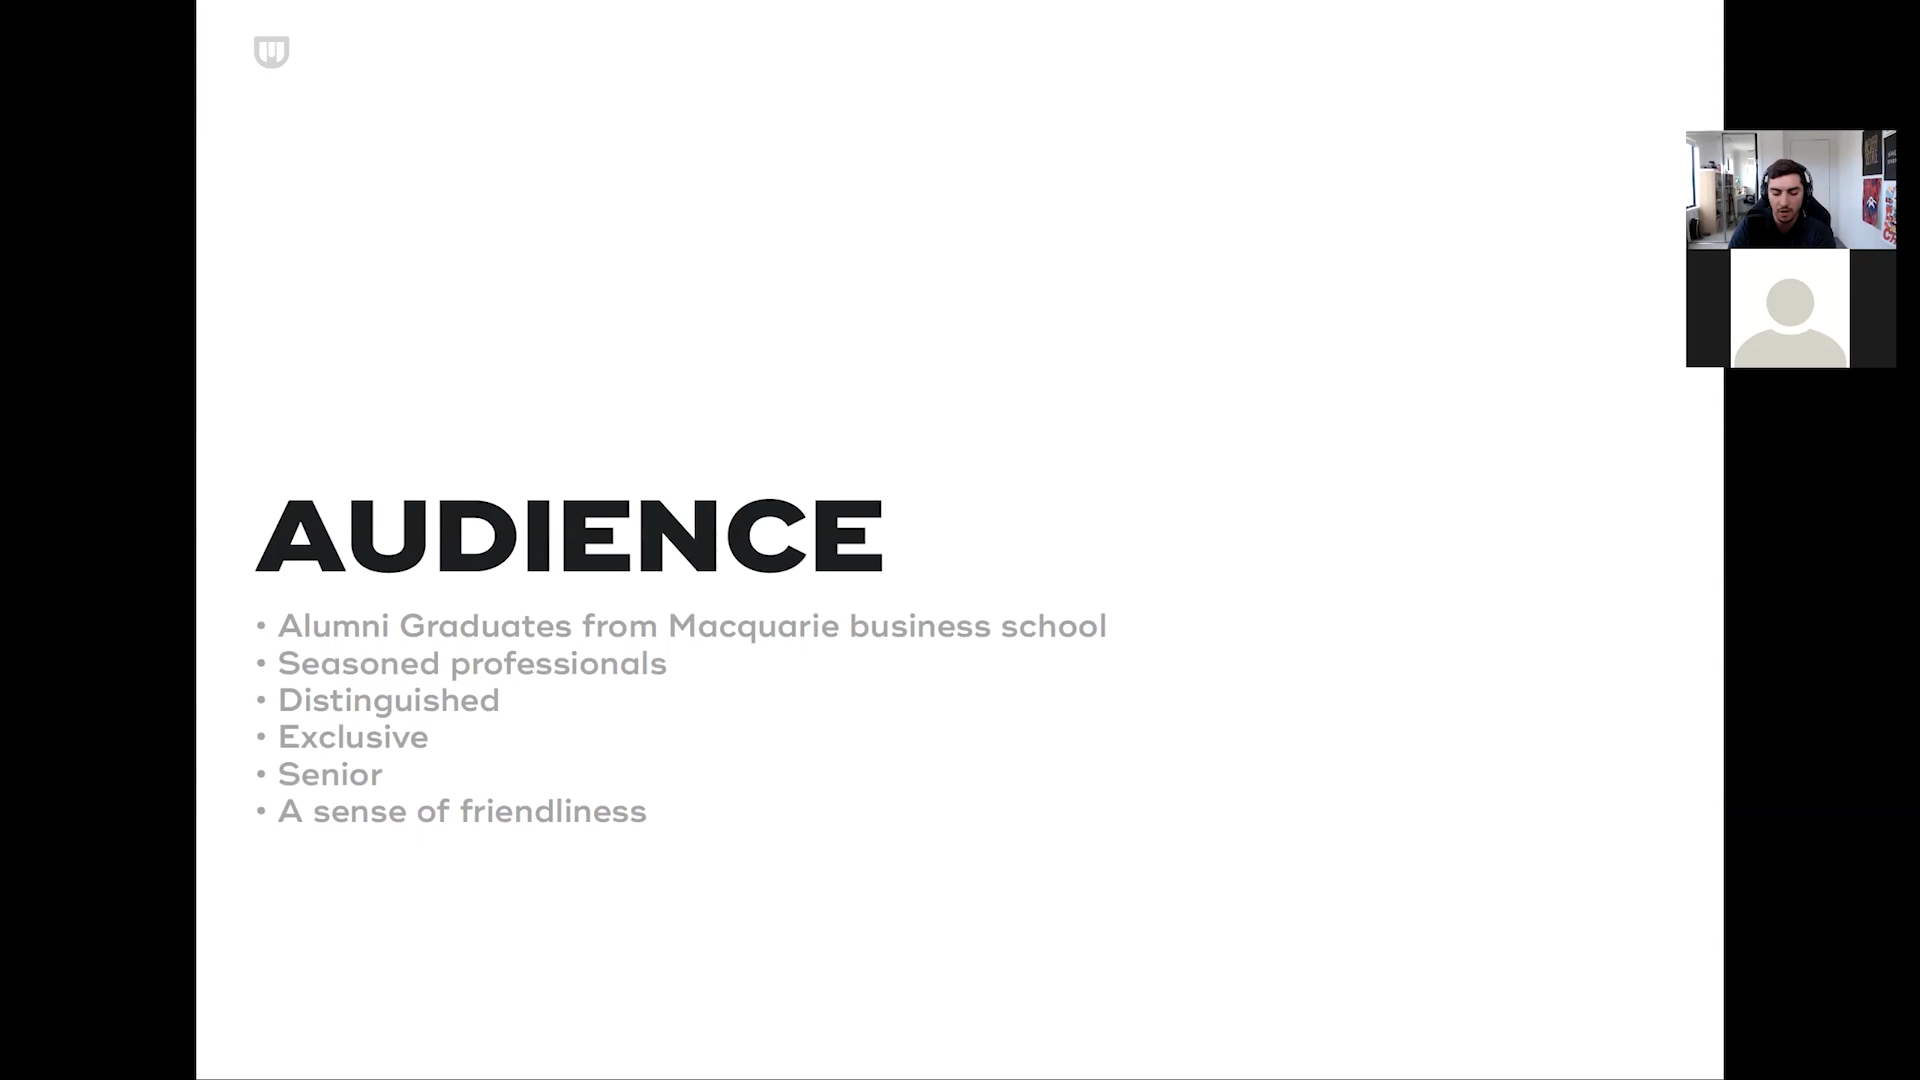 AUDIENCE
• Alumni Graduates from Macquarie business school
• Seasoned professionals
• Distinguished
• Exclusive
• Senior
• A sense of friendliness